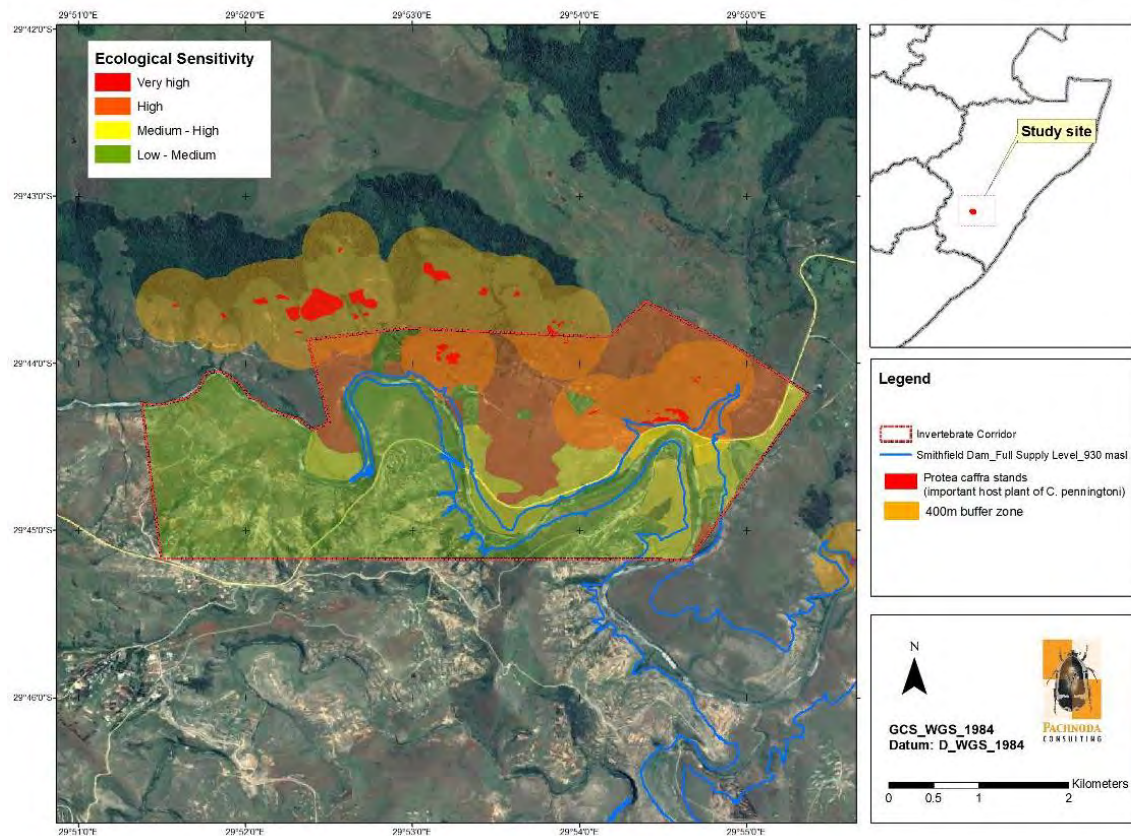 29°51'0"E 29°52'0"E 29°53'0"E 29°54'0"E 29°55'0"E
29°42'0"S
29°43'0"S
29°44'0"S
29°45'0"S
29°46'0"S
29°51'0"E 29°52'0"E 29°53'0"E 29°54'0"E 29°55'0"E
Ecological Sensitivity
Very high
High
Medium - High
Low - Medium
Study site
Legend
Invertebrate Corridor
Smithfield Dam_Full Supply Level_930 masl
Protea caffra stands
(important host plant of C. penningtoni)
400m buffer zone
N
GCS_WGS_1984
Datum: D_WGS_1984
PACHNODA
CONSULTING
Kilometers
0 0.5 1 2